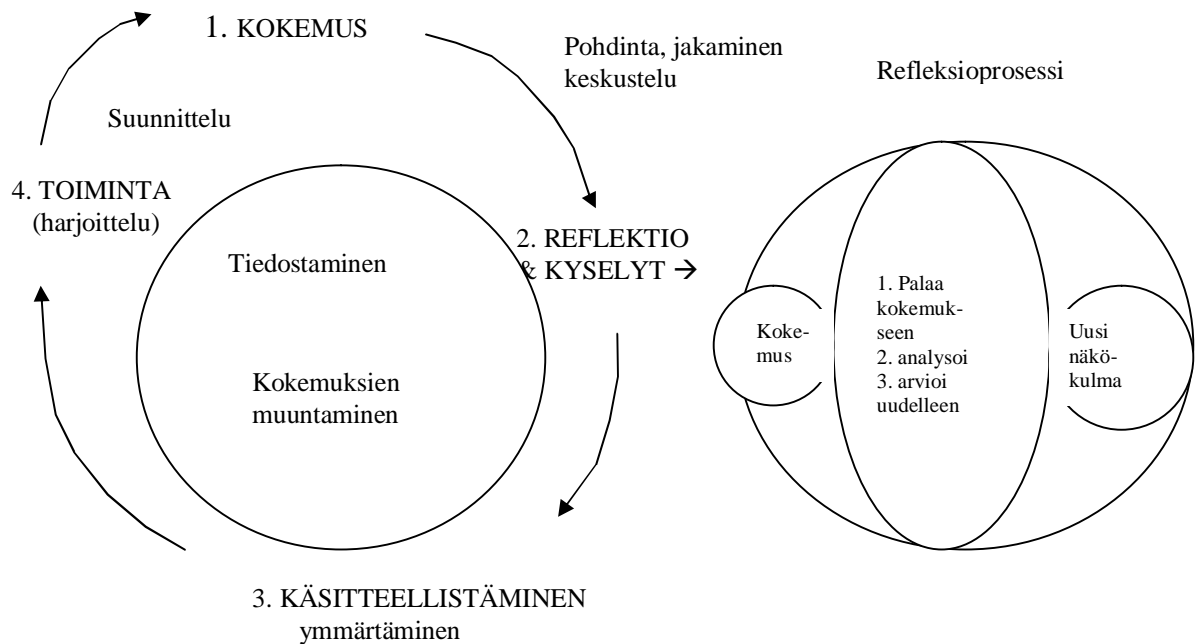 1. KOKEMUS
Pohdinta, jakaminen
keskustelu
Refleksioprosessi
Suunnittelu
4. TOIMINTA
(harjoittelu)
2. REFLEKTIO
& KYSELYT →
Tiedostaminen
Kokemuksien
muuntaminen
Koke-
mus
1. Palaa
kokemuk-
seen
2. analysoi
3. arvioi
uudelleen
Uusi
näkö-
kulma
3. KÄSITTEELLISTÄMINEN
ymmärtäminen